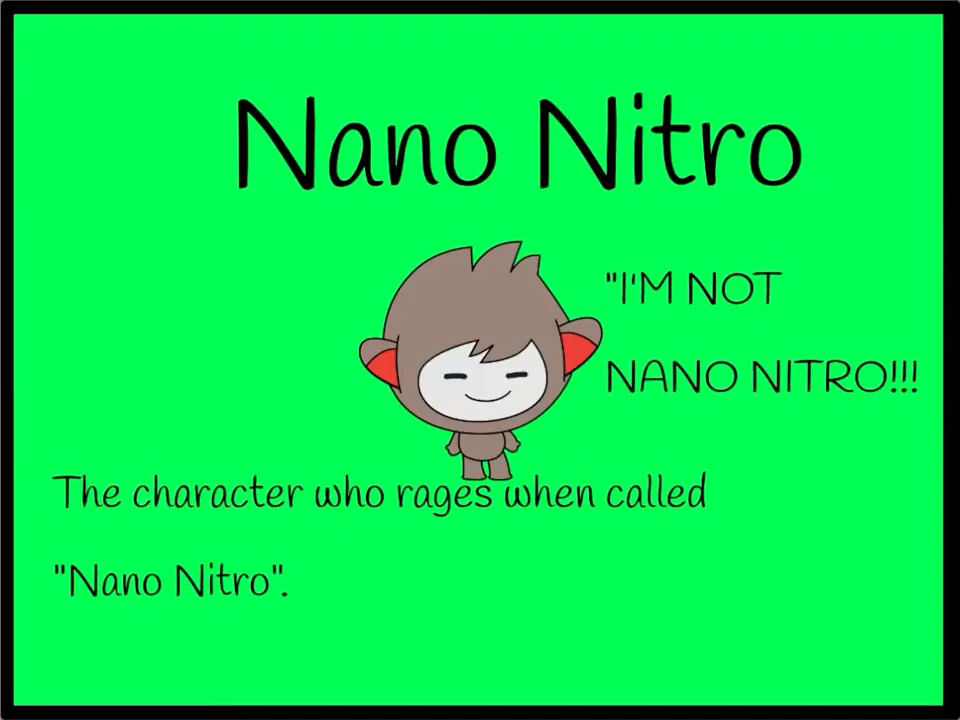 Nano Nitro
"I'M NOT
NANO NITRO!!!
The character who rages when called
"Nano Nitro".